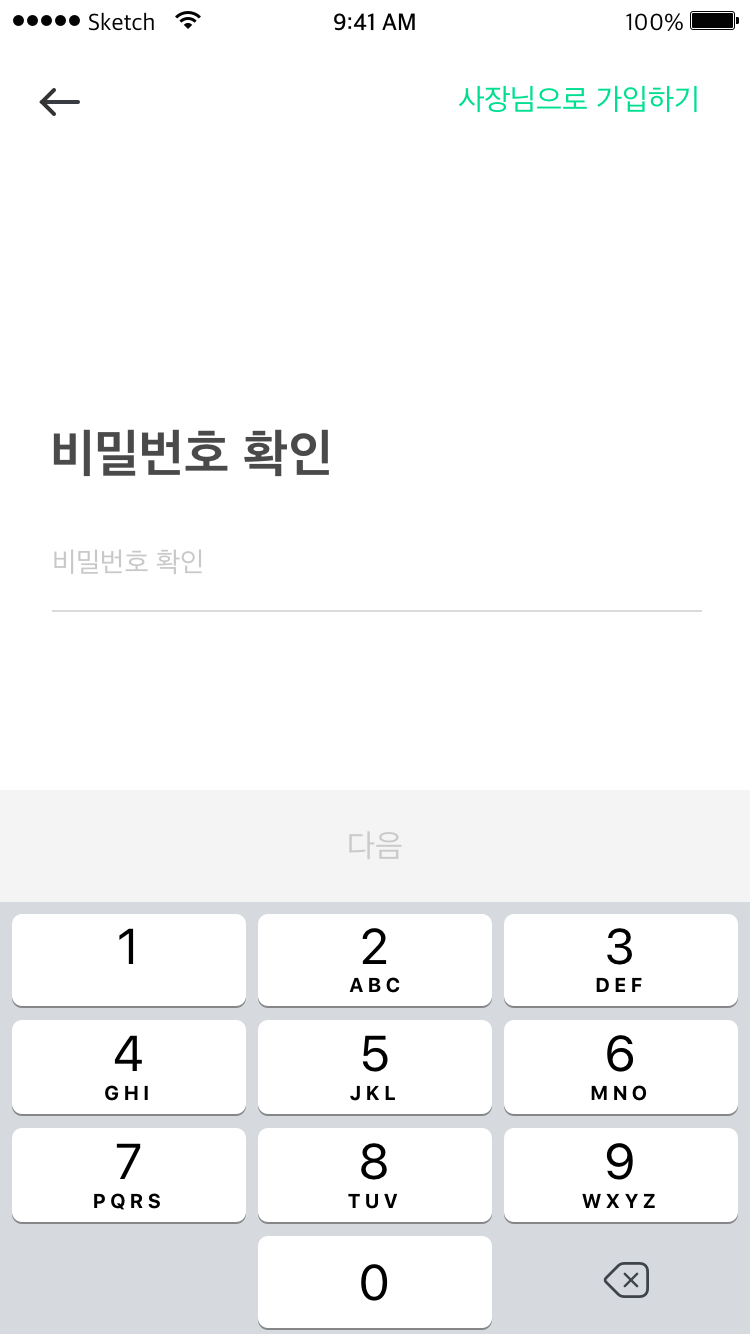 ●●●●● Sketch 9:41 AM 100%
사장님으로 가입하기
비밀번호 확인
비밀번호 확인
다음
1 2 3
ABC DEF
4 5 6
GHI JKL MNO
7 8 9
PQRS TUV WXYZ
0